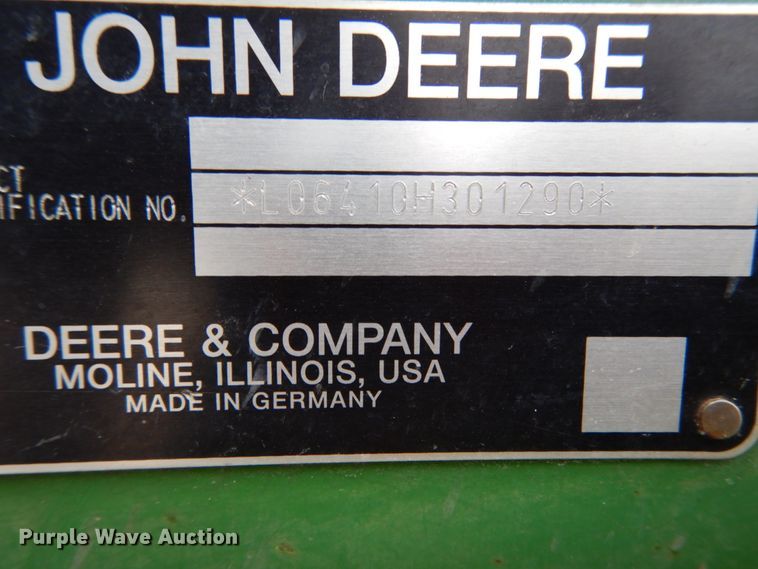 JOHN DEERE
CT
IFICATION NO.
*L06410H301290*
DEERE & COMPANY
MOLINE, ILLINOIS, USA
MADE IN GERMANY
Purple Wave Auction